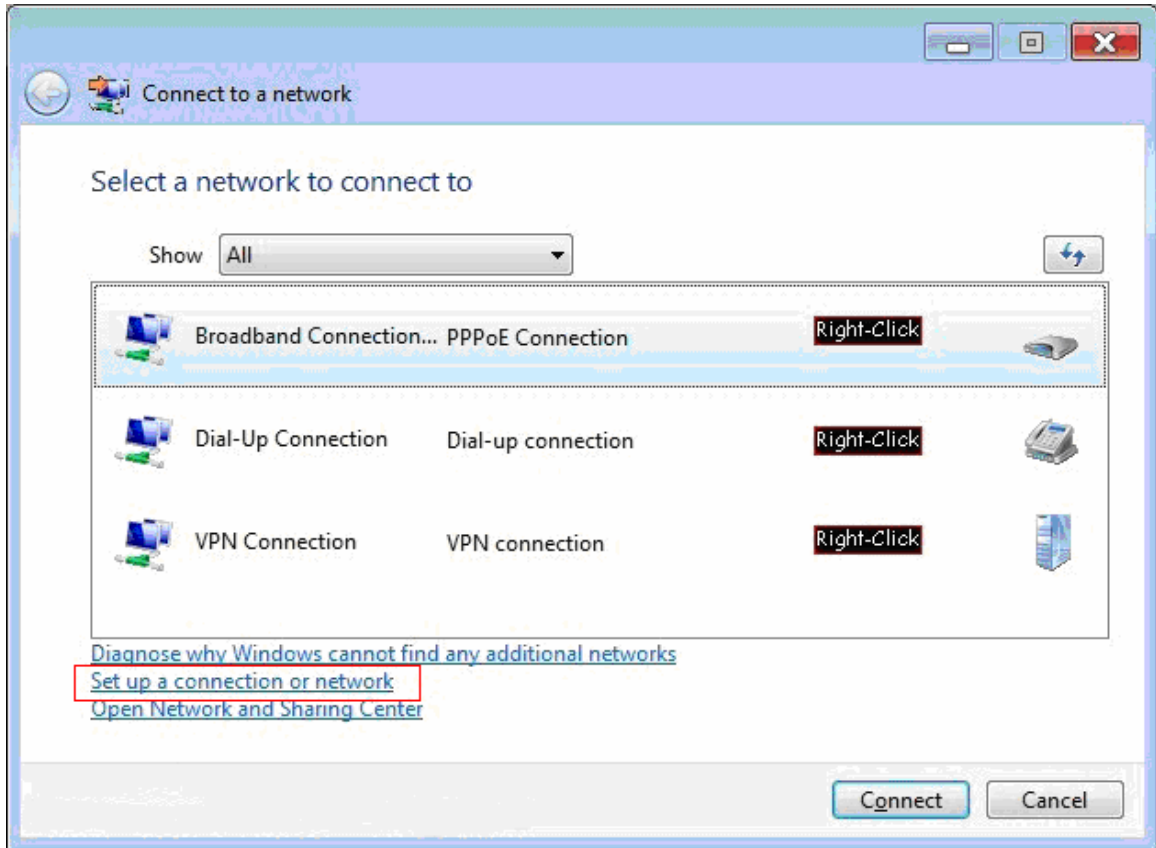 Connect to a network
Select a network to connect to
Show All
Broadband Connection... PPPoE Connection Right-Click
Dial-Up Connection Dial-up connection Right-Click
VPN Connection VPN connection Right-Click
Diagnose why Windows cannot find any additional networks
Set up a connection or network
Open Network and Sharing Center
Connect Cancel